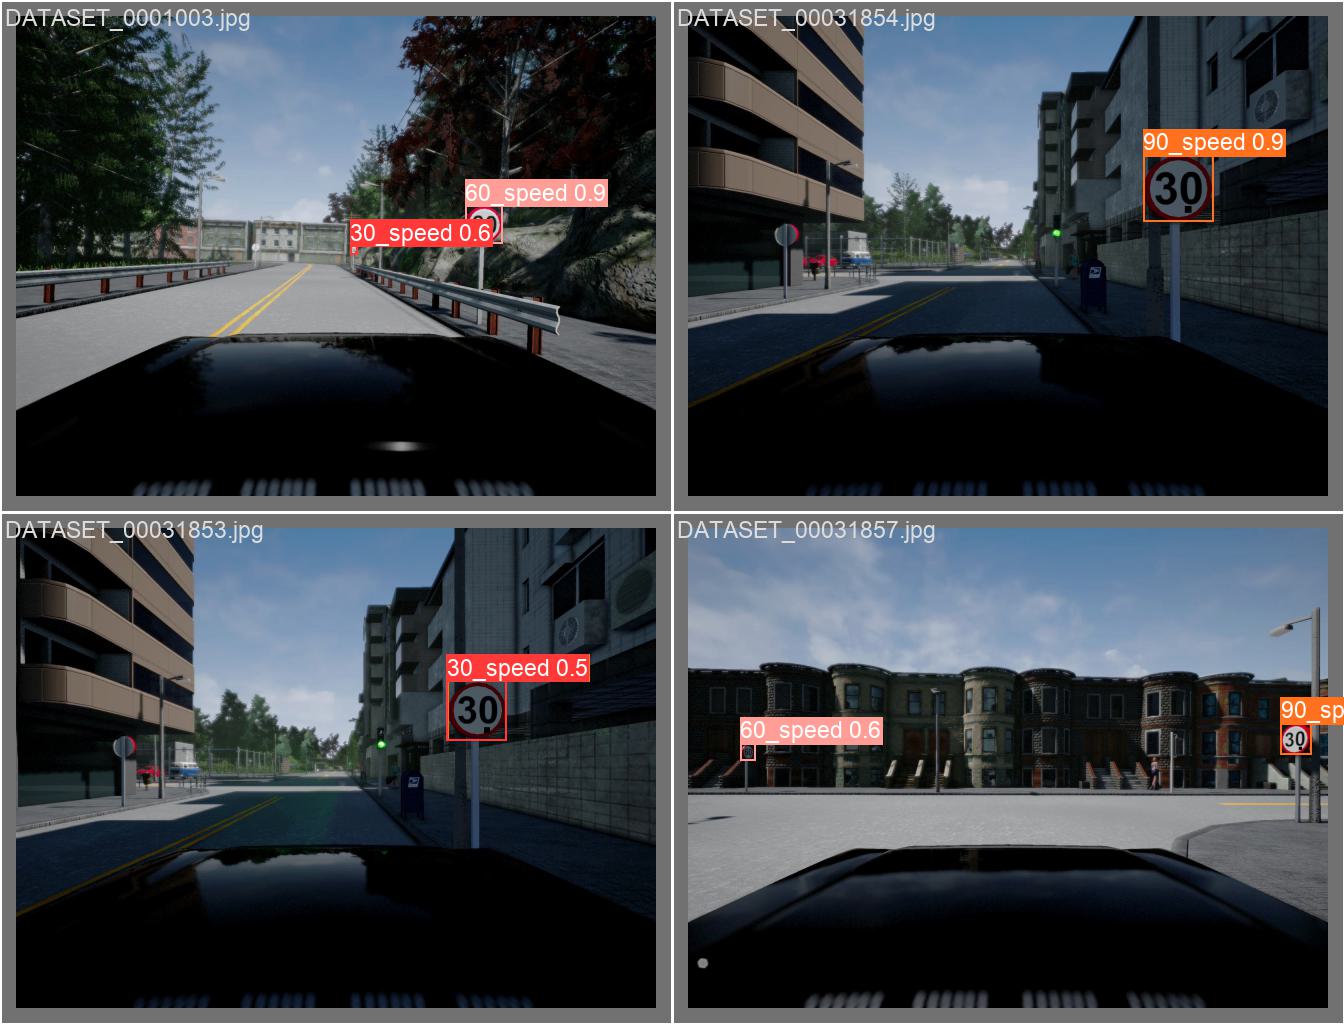 DATASET_0001003.jpg
60_speed 0.9
30_speed 0.6
DATASET_00031854.jpg
90_speed 0.9
30
DATASET_00031853.jpg
30_speed 0.5
30
DATASET_00031857.jpg
90_sp
60_speed 0.6
30